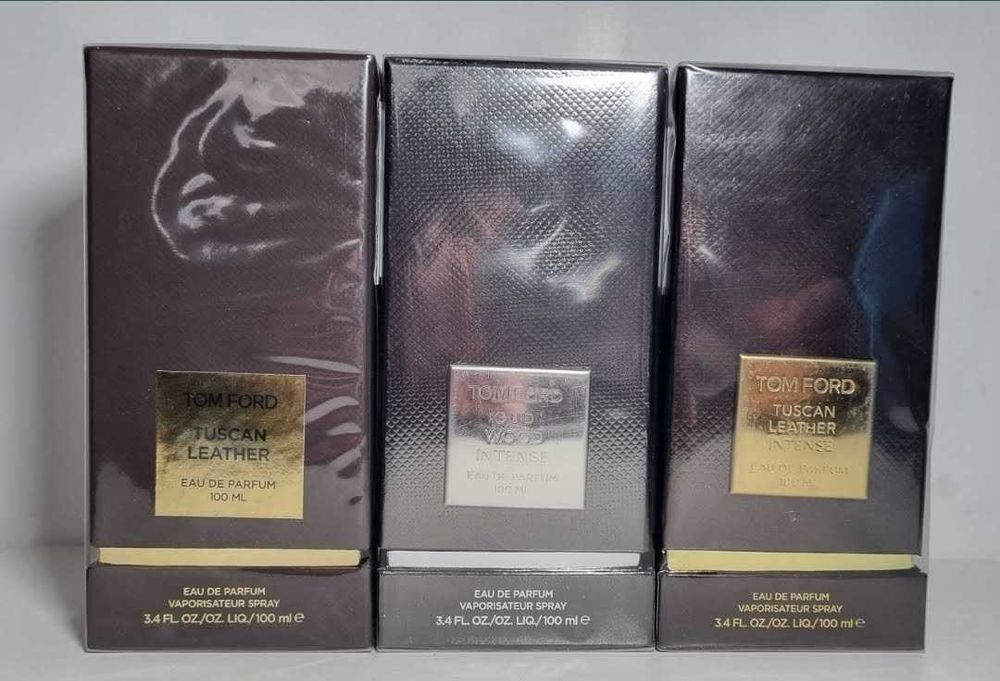 TOM FORD
TUSCAN
LEATHER
EAU DE PARFUM
100 ML
EAU DE PARFUM
VAPORISATEUR SPRAY
3.4 FL. OZ./OZ. LIQ./100 ml e
TOM FORD
OUD
WOOD
INTENSE
EAU DE PARFUM
100 ML
EAU DE PARFUM
VAPORISATEUR SPRAY
3.4 FL. OZ./OZ. LIQ./100 ml e
TOM FORD
TUSCAN
LEATHER
INTENSE
EAU DE PARFUM
100 ML
EAU DE PARFUM
VAPORISATEUR SPRAY
3.4 FL. OZ./OZ. LIQ./100 ml e